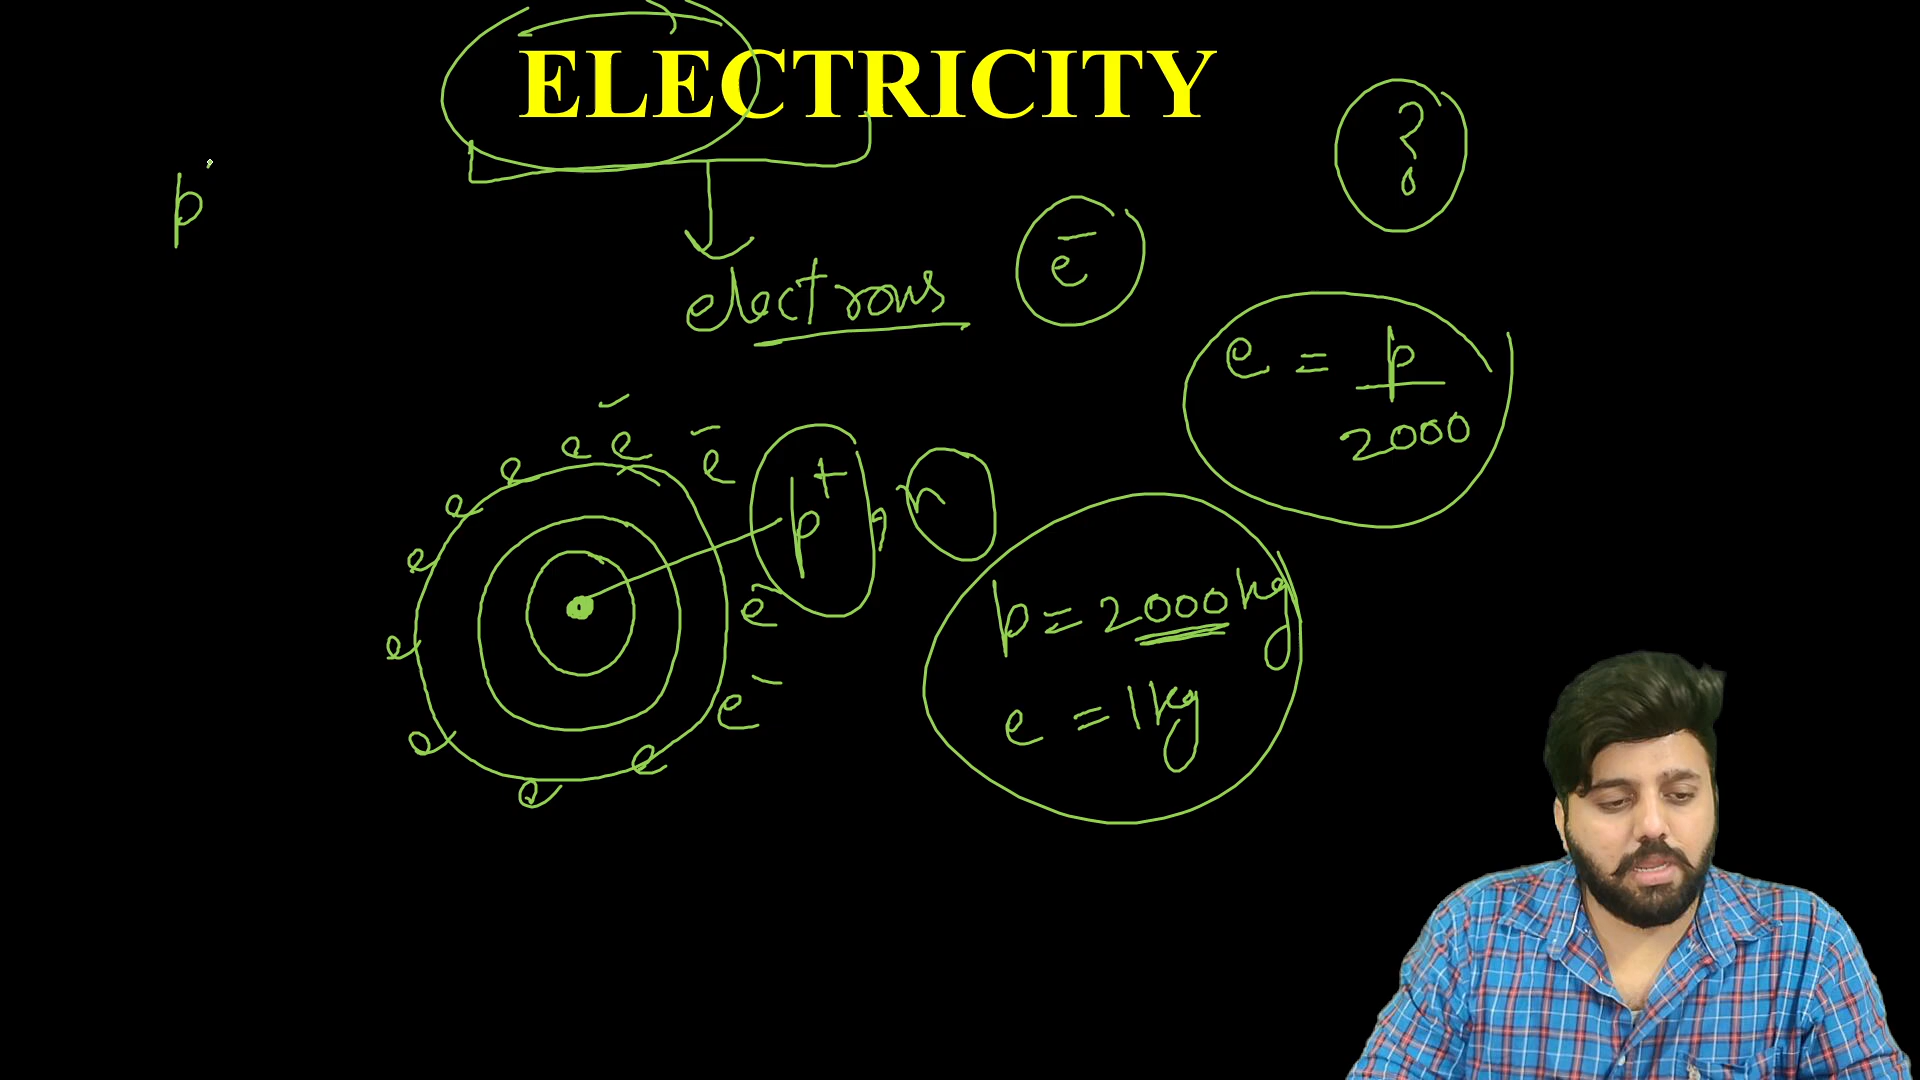 ELECTRICITY
?
p
e⁻
electrons
e = p
2000
e e⁻ e⁻
e e
p⁺, n
e
p = 2000 kg
e⁻
e
e = 1 kg
e⁻
e
e
e